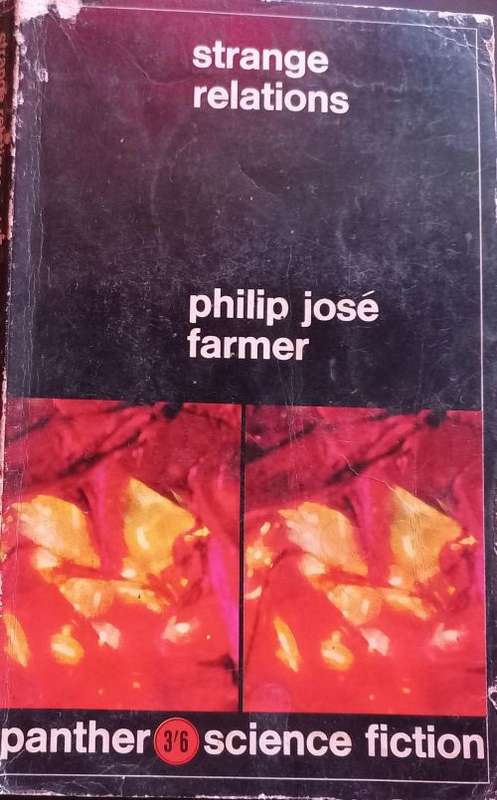 strange
relations
philip josé
farmer
panther 3'6 science fiction